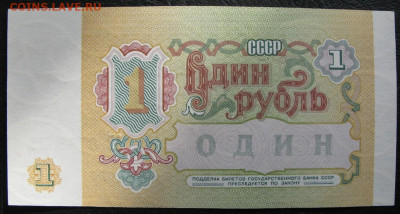 COINS.LAVE.RU
СССР
1 Один 1
рубль
ОДИН
1
ПОДДЕЛКА БИЛЕТОВ ГОСУДАРСТВЕННОГО БАНКА СССР
ПРЕСЛЕДУЕТСЯ ПО ЗАКОНУ